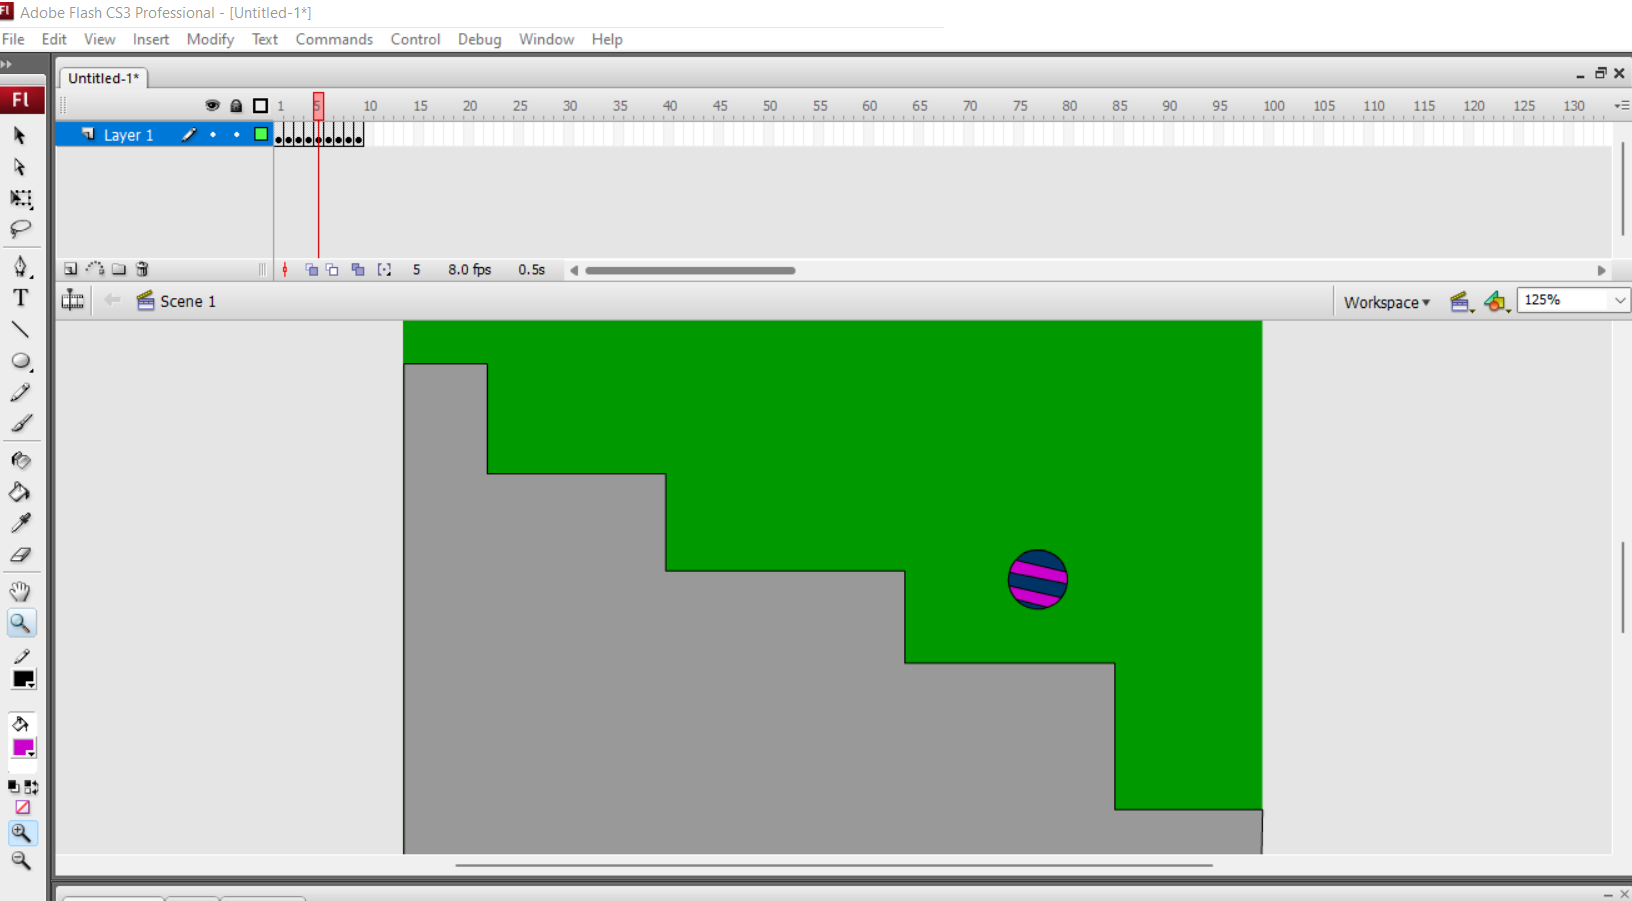 Fl Adobe Flash CS3 Professional - [Untitled-1*]
File Edit View Insert Modify Text Commands Control Debug Window Help
Untitled-1*
Fl
1 5 10 15 20 25 30 35 40 45 50 55 60 65 70 75 80 85 90 95 100 105 110 115 120 125 130
Layer 1
5 8.0 fps 0.5s
T
Scene 1 Workspace 125%